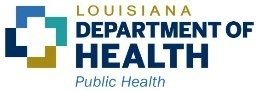 LOUISIANA
DEPARTMENT OF
HEALTH
Public Health